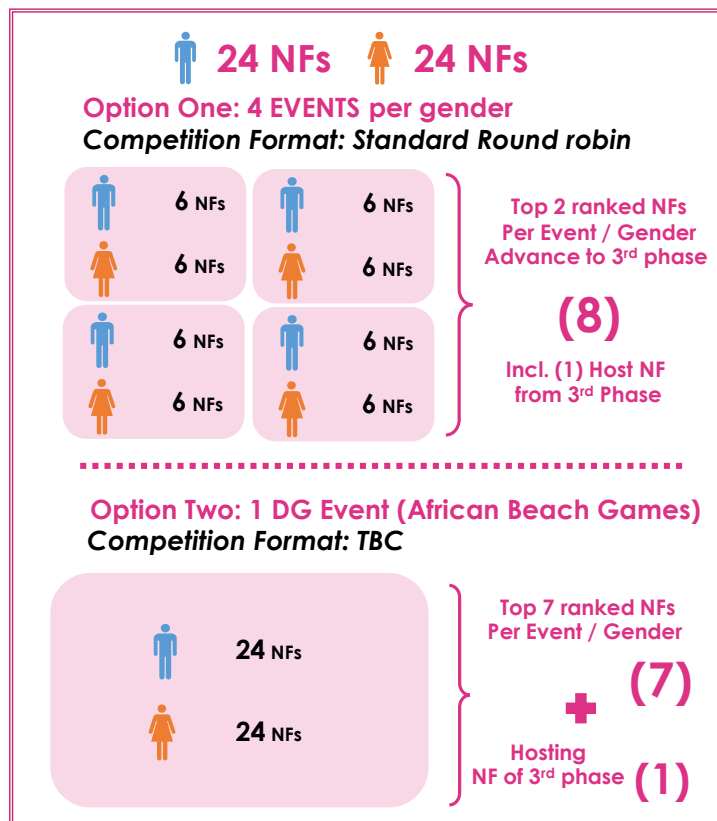 24 NFs 24 NFs
Option One: 4 EVENTS per gender
Competition Format: Standard Round robin
6 NFs 6 NFs
6 NFs 6 NFs
6 NFs 6 NFs
6 NFs 6 NFs
Top 2 ranked NFs
Per Event / Gender
Advance to 3rd phase
(8)
Incl. (1) Host NF
from 3rd Phase
Option Two: 1 DG Event (African Beach Games)
Competition Format: TBC
24 NFs
24 NFs
Top 7 ranked NFs
Per Event / Gender
(7)
Hosting
NF of 3rd phase (1)